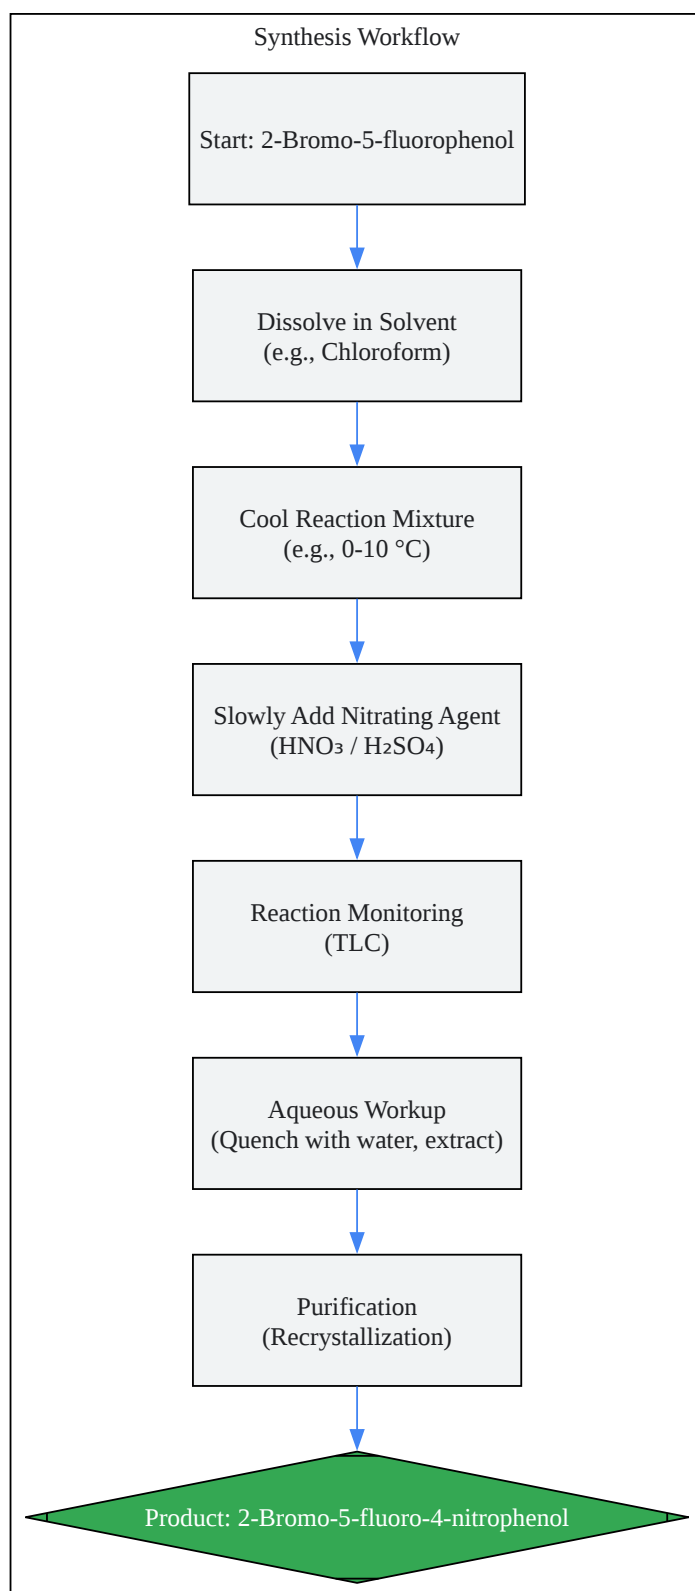 Synthesis Workflow
Start: 2-Bromo-5-fluorophenol
Dissolve in Solvent
(e.g., Chloroform)
Cool Reaction Mixture
(e.g., 0-10 °C)
Slowly Add Nitrating Agent
(HNO₃ / H₂SO₄)
Reaction Monitoring
(TLC)
Aqueous Workup
(Quench with water, extract)
Purification
(Recrystallization)
Product: 2-Bromo-5-fluoro-4-nitrophenol